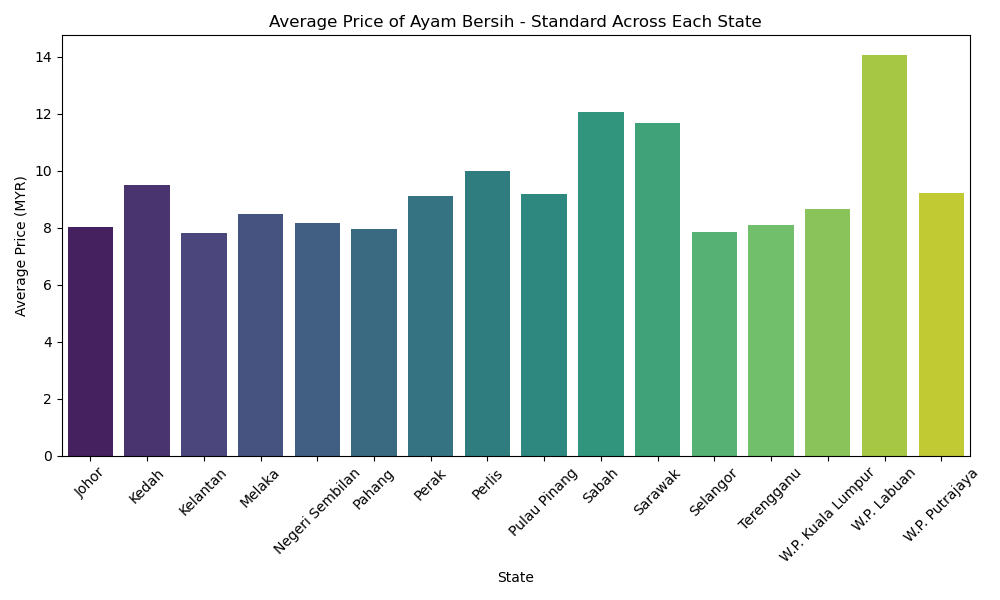 Average Price of Ayam Bersih - Standard Across Each State
Average Price (MYR)
14
12
10
8
6
4
2
0
Johor
Kedah
Kelantan
Melaka
Negeri Sembilan
Pahang
Perak
Perlis
Pulau Pinang
Sabah
Sarawak
Selangor
Terengganu
W.P. Kuala Lumpur
W.P. Labuan
W.P. Putrajaya
State